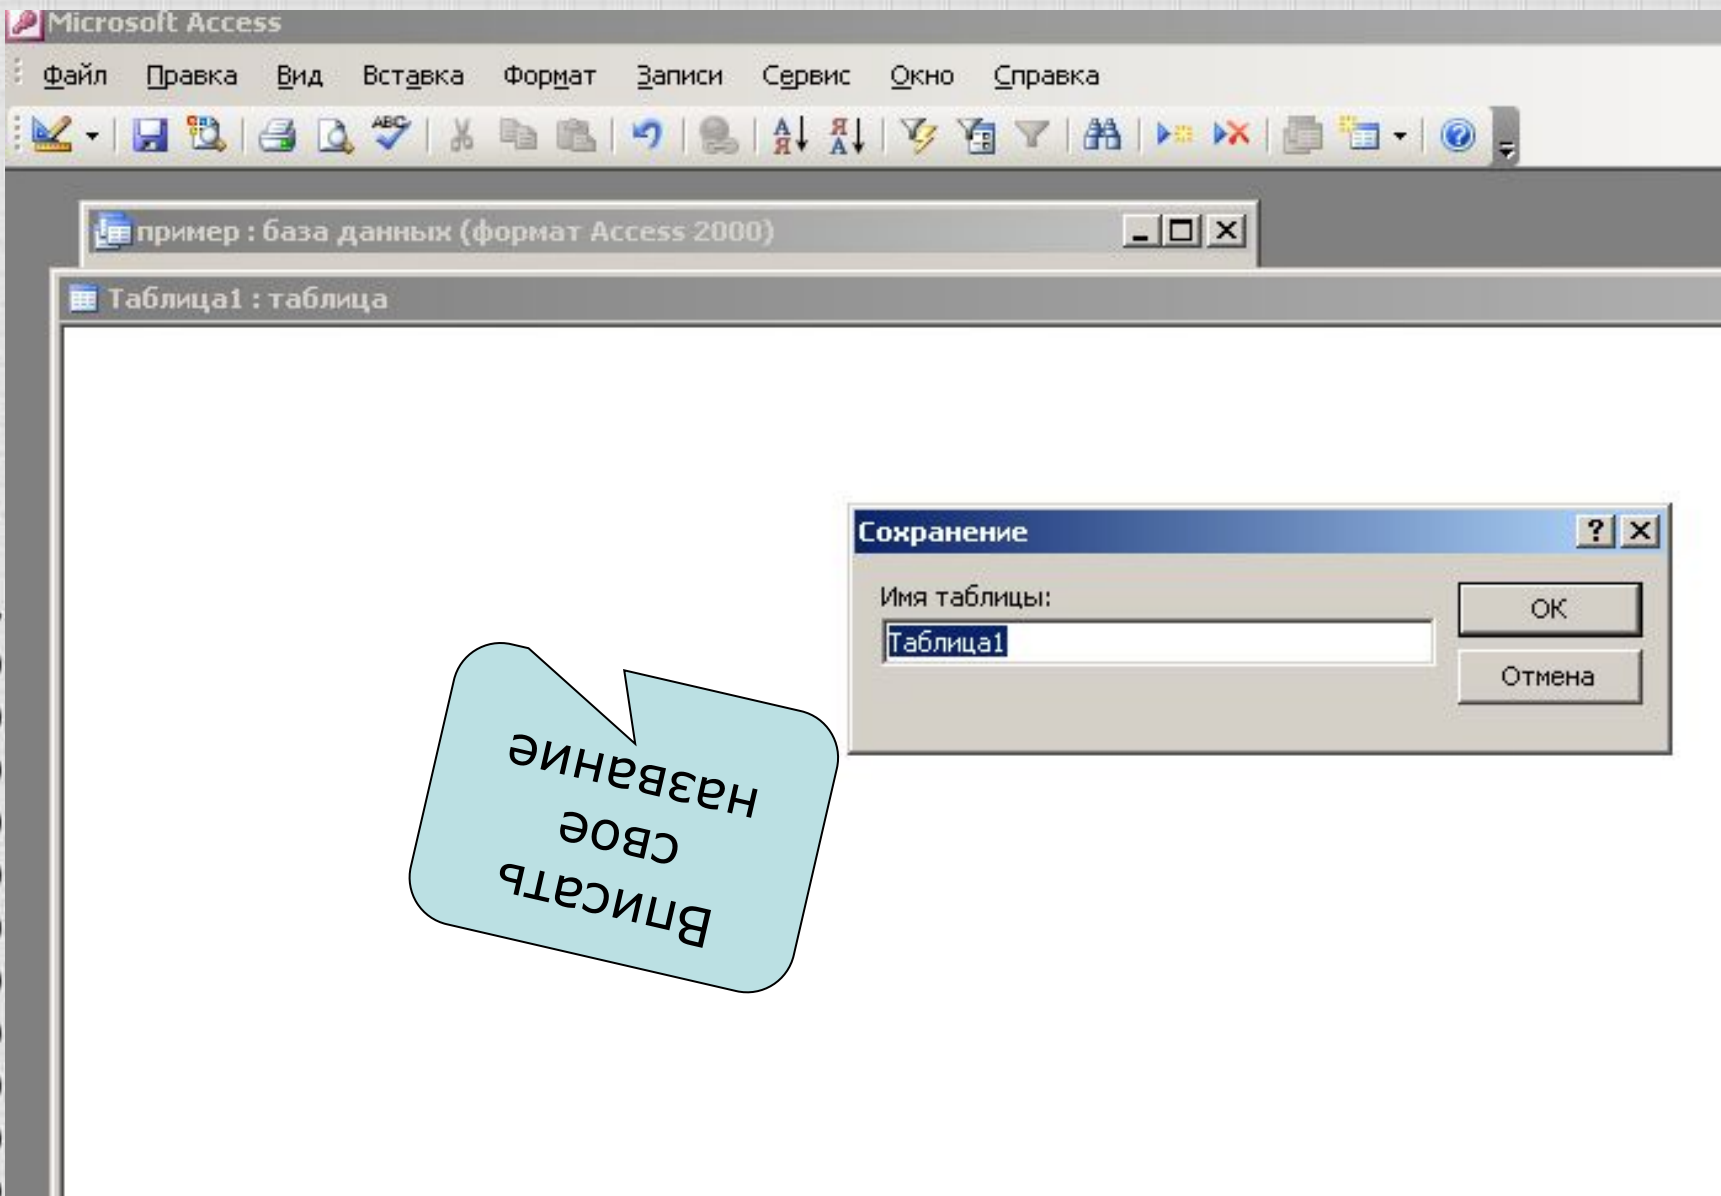 Microsoft Access
Файл Правка Вид Вставка Формат Записи Сервис Окно Справка
ABC А Я Я А
пример : база данных (формат Access 2000)
Таблица1 : таблица
Сохранение
Имя таблицы:
Таблица1
ОК
Отмена
Вписать
свое
название